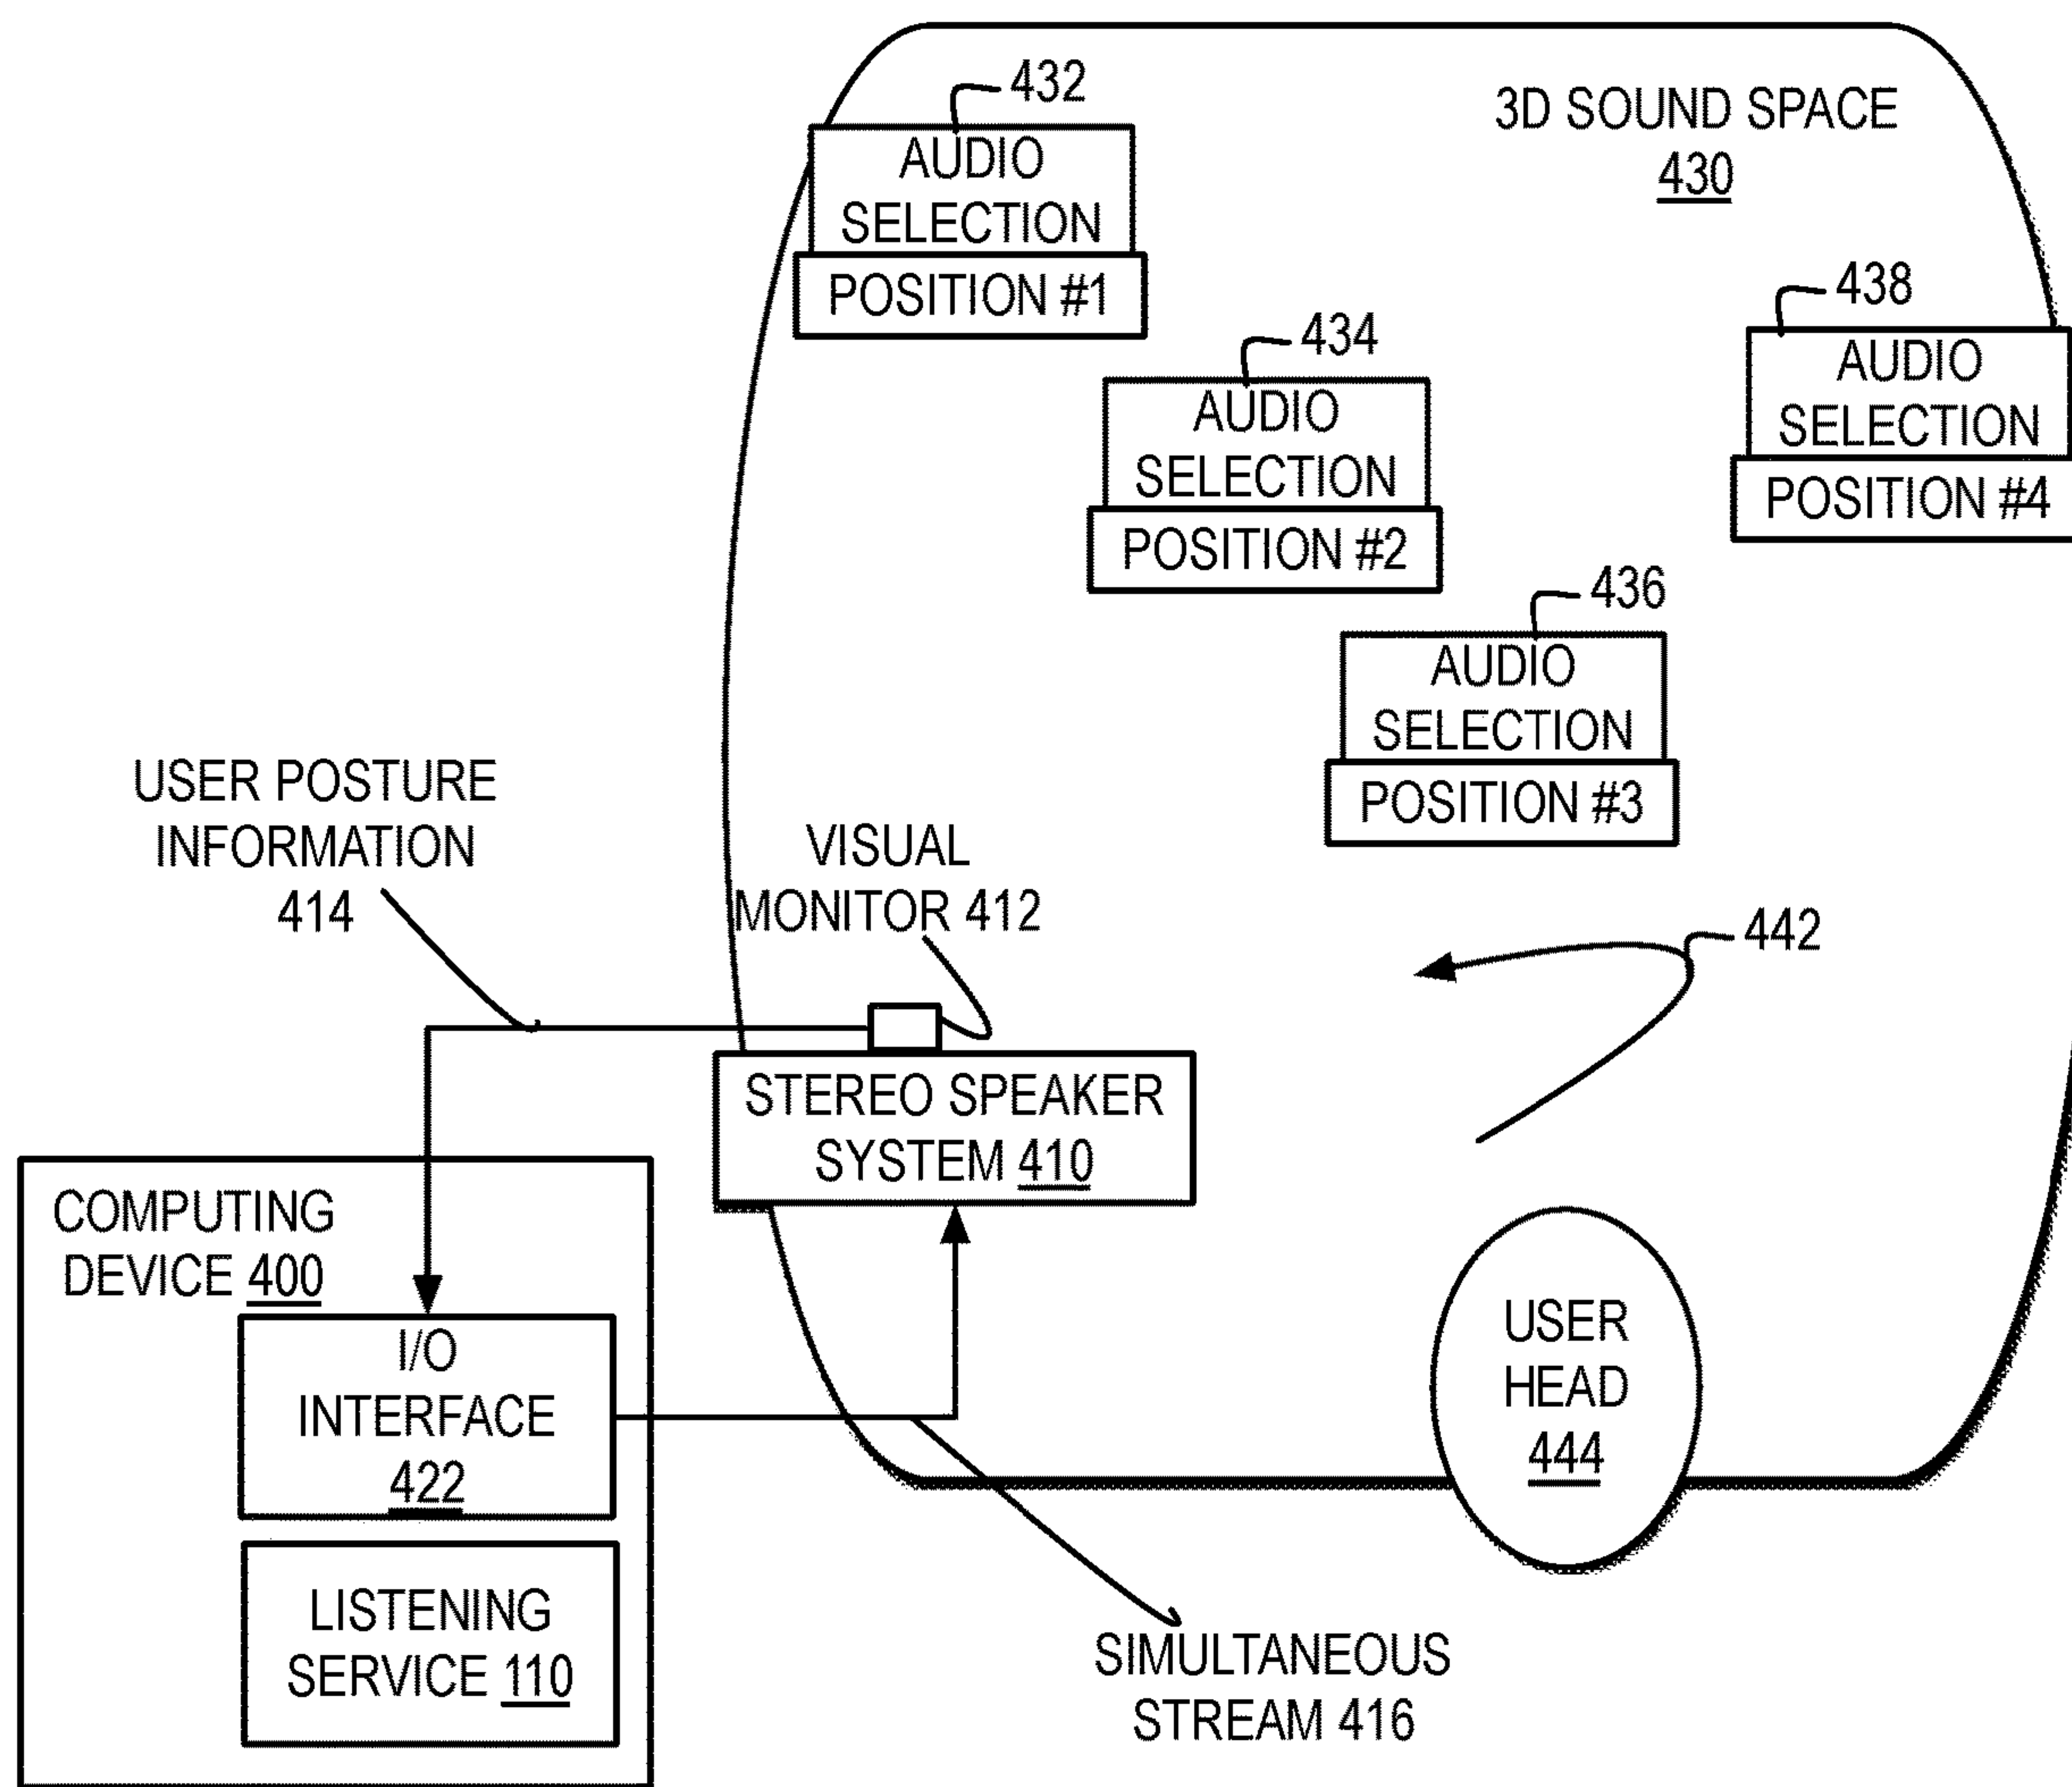 432
3D SOUND SPACE
430
AUDIO
SELECTION
POSITION #1
438
AUDIO
SELECTION
POSITION #4
434
AUDIO
SELECTION
POSITION #2
436
AUDIO
SELECTION
POSITION #3
USER POSTURE
INFORMATION
414
VISUAL
MONITOR 412
442
STEREO SPEAKER
SYSTEM 410
COMPUTING
DEVICE 400
I/O
INTERFACE
422
LISTENING
SERVICE 110
USER
HEAD
444
SIMULTANEOUS
STREAM 416